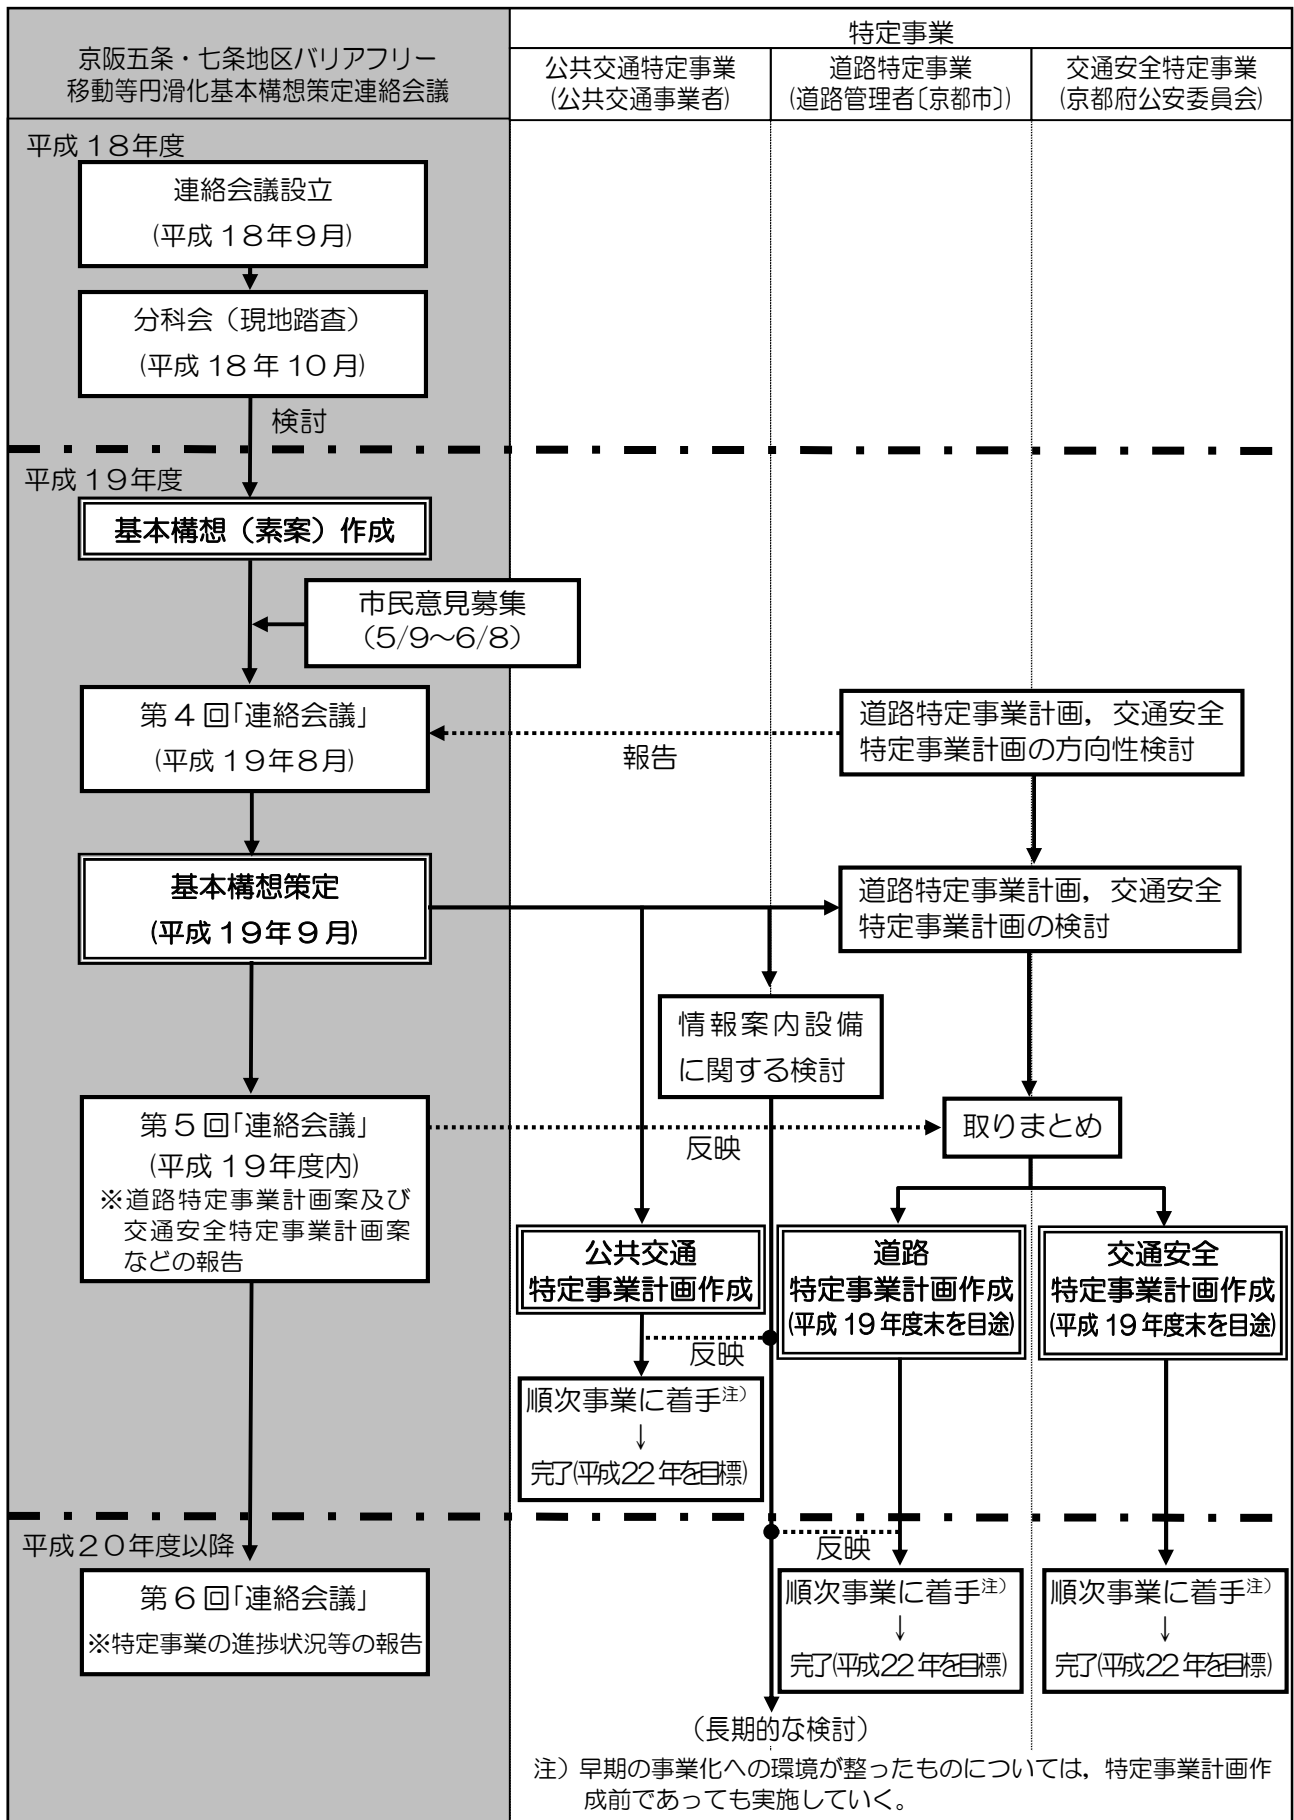 京阪五条・七条地区バリアフリー
移動等円滑化基本構想策定連絡会議
特定事業
公共交通特定事業
(公共交通事業者)
道路特定事業
(道路管理者〔京都市〕)
交通安全特定事業
(京都府公安委員会)
平成18年度
連絡会議設立
(平成18年9月)
分科会（現地踏査）
(平成18年10月)
検討
平成19年度
基本構想（素案）作成
市民意見募集
（5/9～6/8）
第4回「連絡会議」
(平成19年8月)
報告
道路特定事業計画，交通安全
特定事業計画の方向性検討
基本構想策定
(平成19年9月)
道路特定事業計画，交通安全
特定事業計画の検討
情報案内設備
に関する検討
第5回「連絡会議」
(平成19年度内)
※道路特定事業計画案及び
交通安全特定事業計画案
などの報告
反映
取りまとめ
公共交通
特定事業計画作成
道路
特定事業計画作成
(平成19年度末を目途)
交通安全
特定事業計画作成
(平成19年度末を目途)
反映
順次事業に着手注）
↓
完了(平成22年を目標)
平成20年度以降
反映
第6回「連絡会議」
※特定事業の進捗状況等の報告
順次事業に着手注）
↓
完了(平成22年を目標)
順次事業に着手注）
↓
完了(平成22年を目標)
（長期的な検討）
注）早期の事業化への環境が整ったものについては，特定事業計画作
成前であっても実施していく。